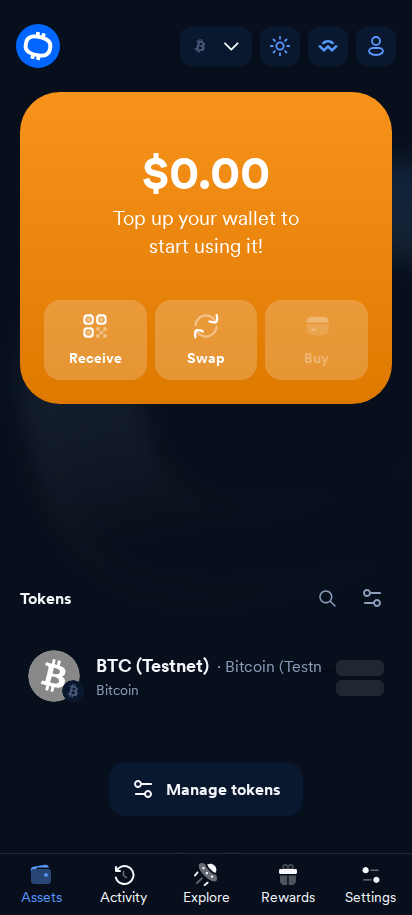 $0.00
Top up your wallet to
start using it!
Receive
Swap
Buy
Tokens
BTC (Testnet) · Bitcoin (Testn
Bitcoin
Manage tokens
Assets
Activity
Explore
Rewards
Settings